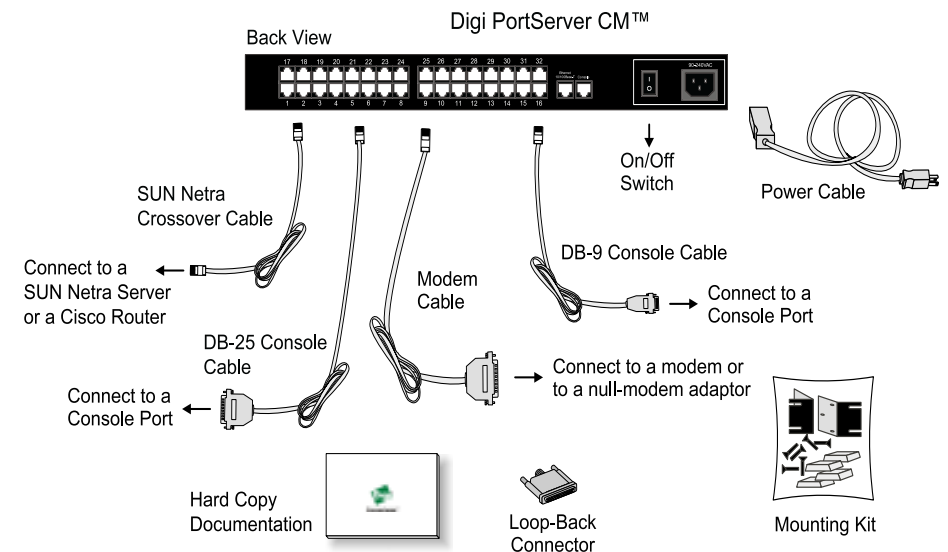 Digi PortServer CM™
Back View
17 18 19 20 21 22 23 24 25 26 27 28 29 30 31 32
1 2 3 4 5 6 7 8 9 10 11 12 13 14 15 16
Ethernet
Console
90-240VAC
I
O
On/Off
Switch
Power Cable
SUN Netra
Crossover Cable
Connect to a
SUN Netra Server
or a Cisco Router
Modem
Cable
DB-9 Console Cable
Connect to a
Console Port
DB-25 Console
Cable
Connect to a
Console Port
Connect to a modem or
to a null-modem adaptor
Hard Copy
Documentation
Loop-Back
Connector
Mounting Kit